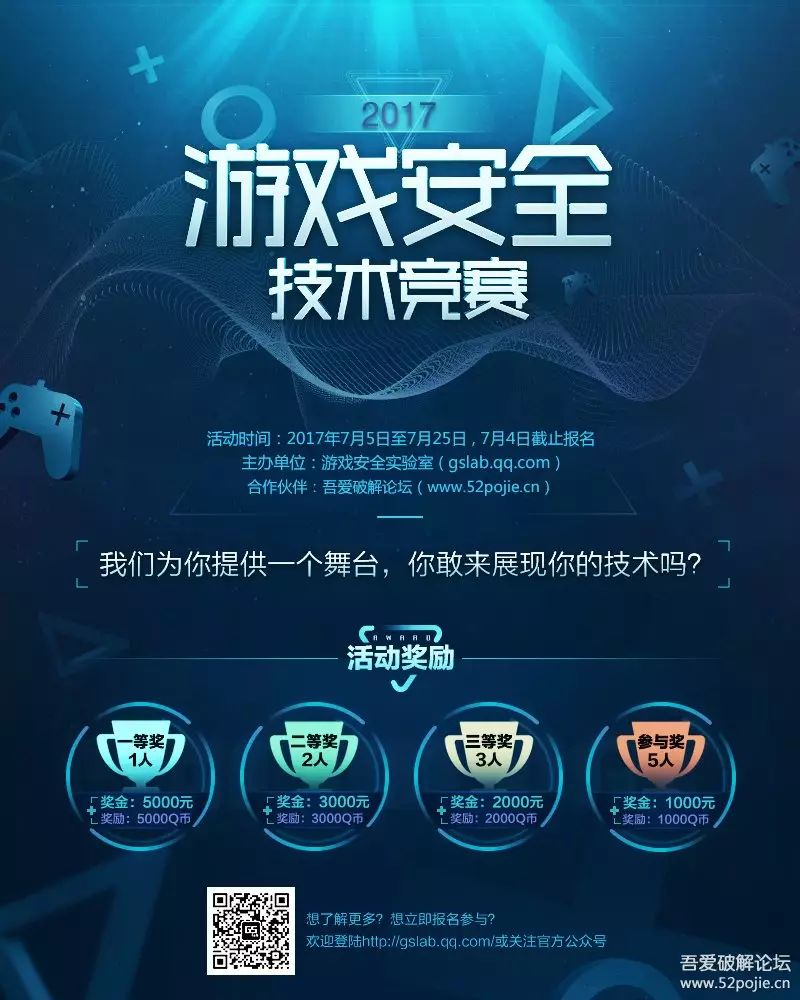 2017
游戏安全
技术竞赛
活动时间：2017年7月5日至7月25日，7月4日截止报名
主办单位：游戏安全实验室（gslab.qq.com）
合作伙伴：吾爱破解论坛（www.52pojie.cn）
我们为你提供一个舞台，你敢来展现你的技术吗？
AWARD
活动奖励
一等奖
1人
奖金：5000元
奖励：5000Q币
二等奖
2人
奖金：3000元
奖励：3000Q币
三等奖
3人
奖金：2000元
奖励：2000Q币
参与奖
5人
奖金：1000元
奖励：1000Q币
想了解更多？想立即报名参与？
欢迎登陆http://gslab.qq.com/或关注官方公众号
吾爱破解论坛
www.52pojie.cn